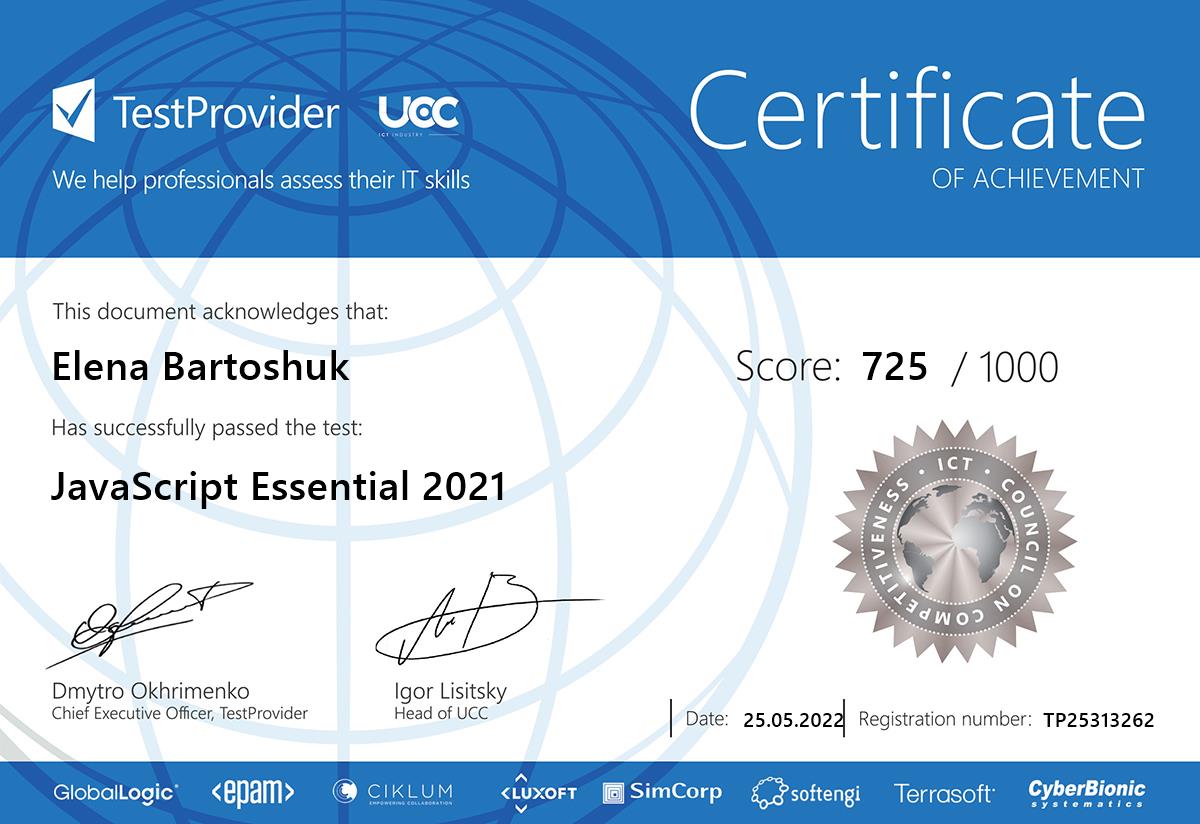 TestProvider
UCC
ICT INDUSTRY
We help professionals assess their IT skills
Certificate
OF ACHIEVEMENT
This document acknowledges that:
Elena Bartoshuk
Score: 725 / 1000
Has successfully passed the test:
JavaScript Essential 2021
· ICT · COUNCIL ON COMPETITIVENESS
Dmytro Okhrimenko
Chief Executive Officer, TestProvider
Igor Lisitsky
Head of UCC
Date: 25.05.2022
Registration number: TP25313262
GlobalLogic®
<epam>
CIKLUM
EMPOWERING COLLABORATION
<LUXOFT
SimCorp
softengi
Terrasoft
CyberBionic
systematics